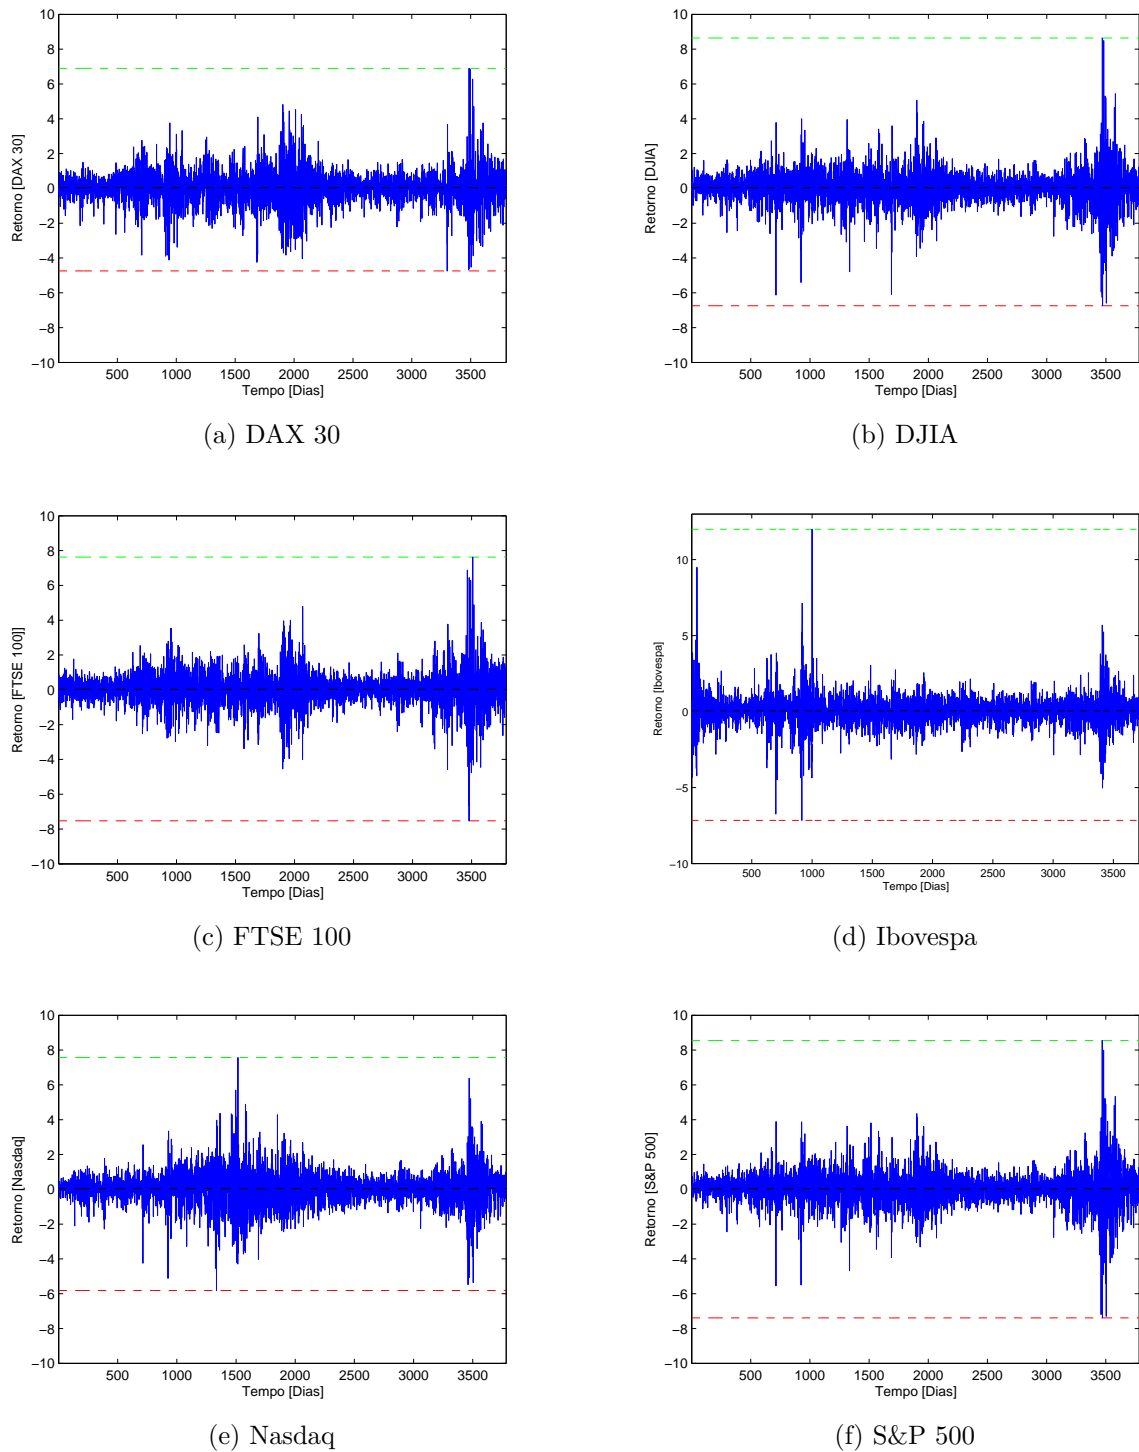 10
8
6
4
2
0
−2
−4
−6
−8
−10
500 1000 1500 2000 2500 3000 3500
Tempo [Dias]
Retorno [DAX 30]
(a) DAX 30
10
8
6
4
2
0
−2
−4
−6
−8
−10
500 1000 1500 2000 2500 3000 3500
Tempo [Dias]
Retorno [DJIA]
(b) DJIA
10
8
6
4
2
0
−2
−4
−6
−8
−10
500 1000 1500 2000 2500 3000 3500
Tempo [Dias]
Retorno [FTSE 100]]
(c) FTSE 100
10
5
0
−5
−10
500 1000 1500 2000 2500 3000 3500
Tempo [Dias]
Retorno [Ibovespa]
(d) Ibovespa
10
8
6
4
2
0
−2
−4
−6
−8
−10
500 1000 1500 2000 2500 3000 3500
Tempo [Dias]
Retorno [Nasdaq]
(e) Nasdaq
10
8
6
4
2
0
−2
−4
−6
−8
−10
500 1000 1500 2000 2500 3000 3500
Tempo [Dias]
Retorno [S&P 500]
(f) S&P 500